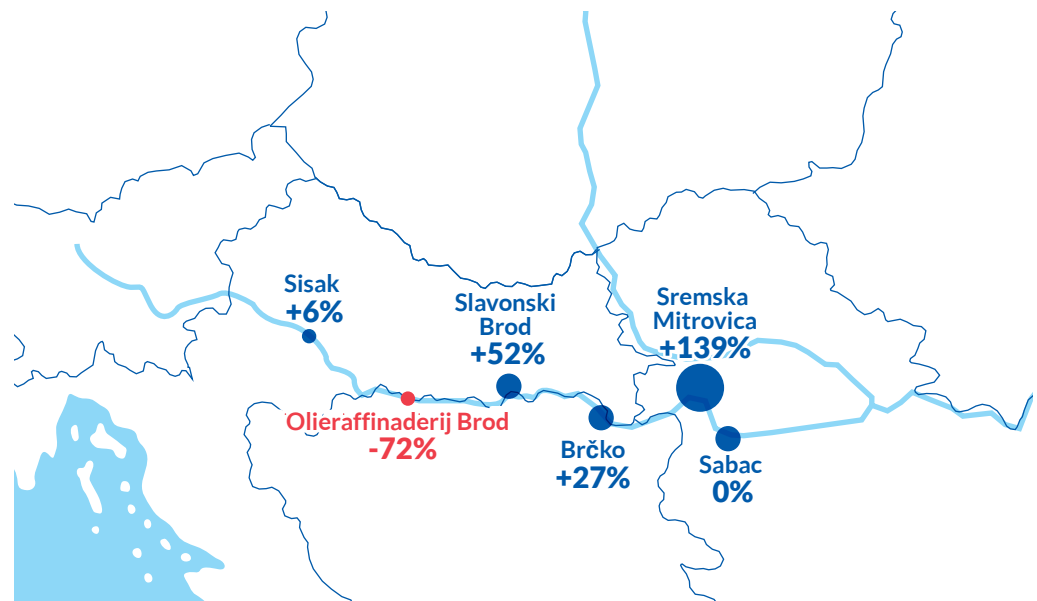 Sisak
+6%
Slavonski
Brod
+52%
Sremska
Mitrovica
+139%
Olieraffinaderij Brod
-72%
Brčko
+27%
Sabac
0%